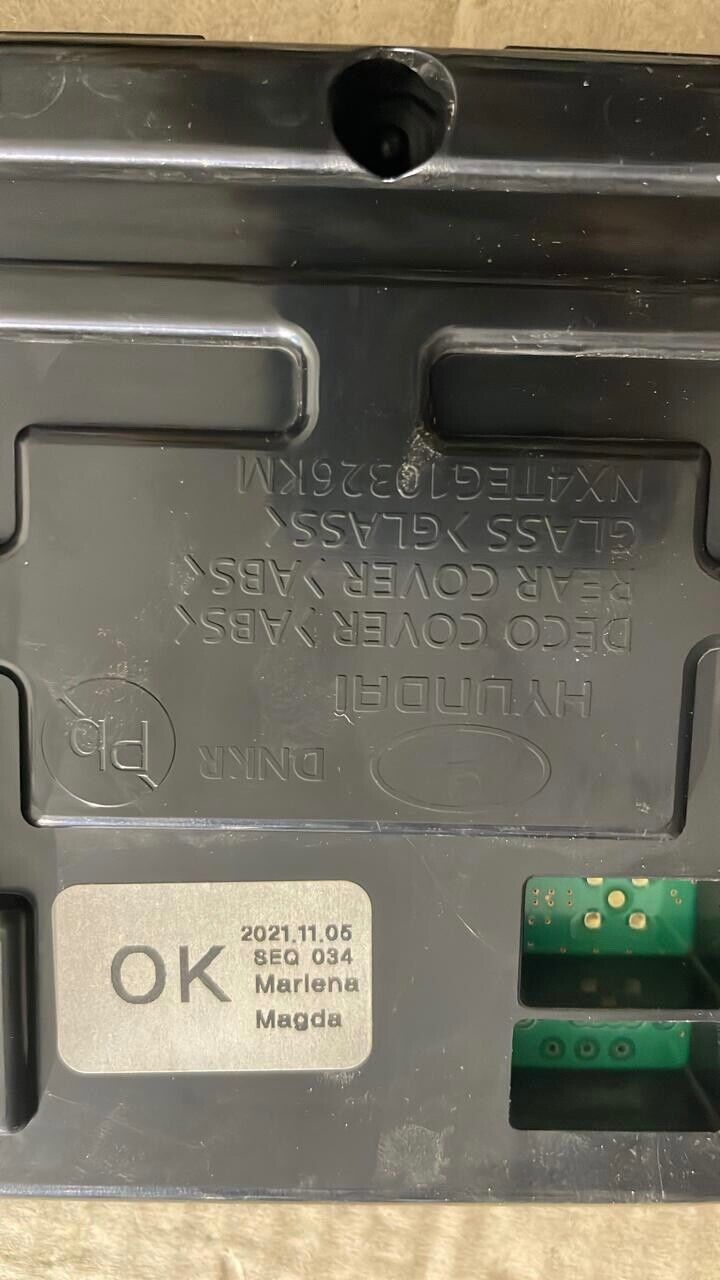 DNKR Pb
HYUNDAI
DECO COVER >ABS<
REAR COVER >ABS<
GLASS >GLASS<
NX4TEG10326KM
OK
2021.11.05
SEQ 034
Marlena
Magda